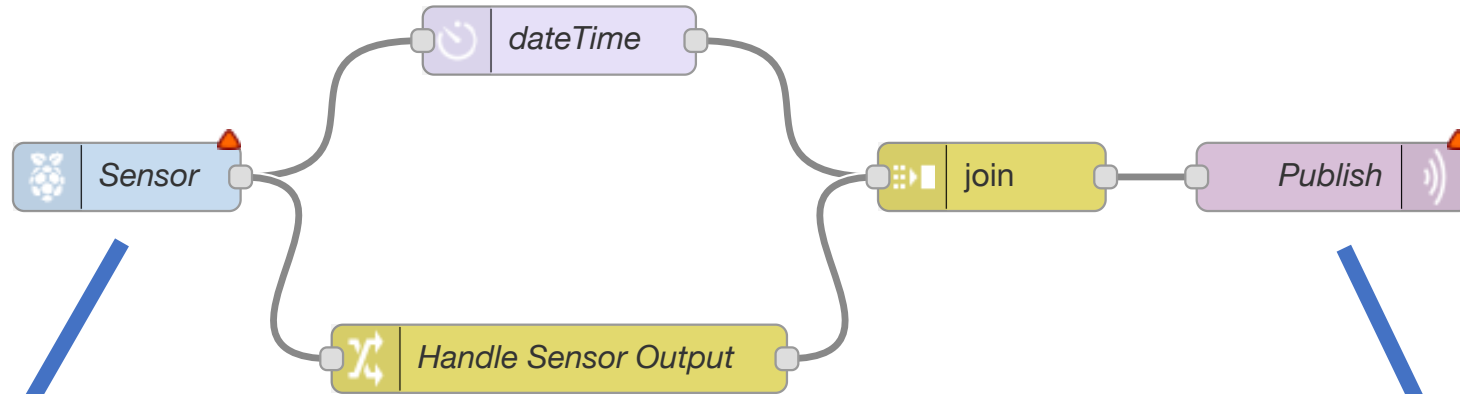 dateTime
Sensor
join
Publish
Handle Sensor Output